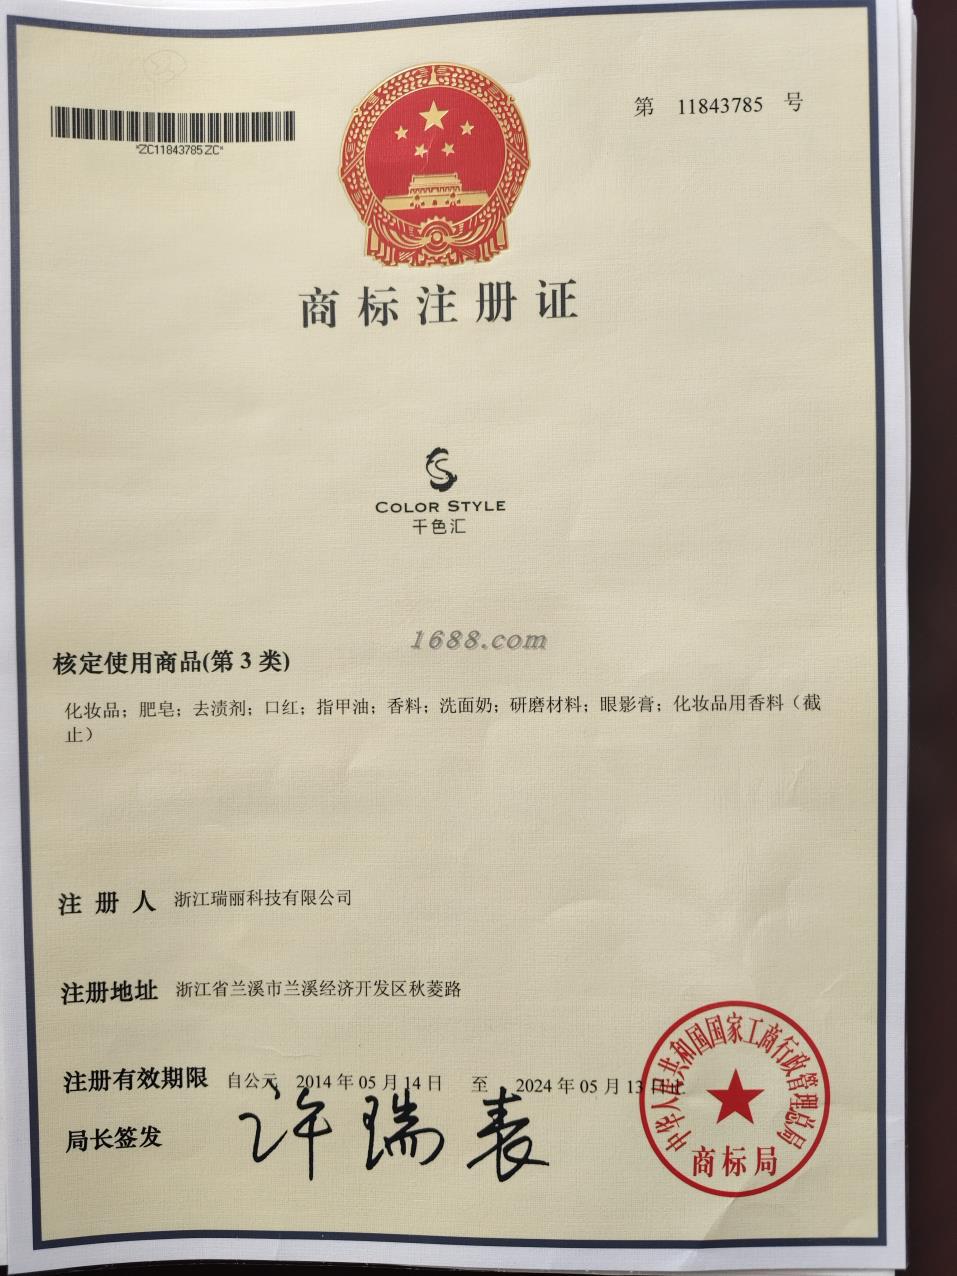 第 11843785 号
*ZC11843785ZC*
商标注册证
COLOR STYLE
千色汇
1688.com
核定使用商品(第 3 类)
化妆品；肥皂；去渍剂；口红；指甲油；香料；洗面奶；研磨材料；眼影膏；化妆品用香料（截
止）
注 册 人 浙江瑞丽科技有限公司
注册地址 浙江省兰溪市兰溪经济开发区秋菱路
注册有效期限 自公元 2014 年 05 月 14 日 至 2024 年 05 月 13 日止
局长签发 许瑞表
中华人民共和国国家工商行政管理总局
商标局